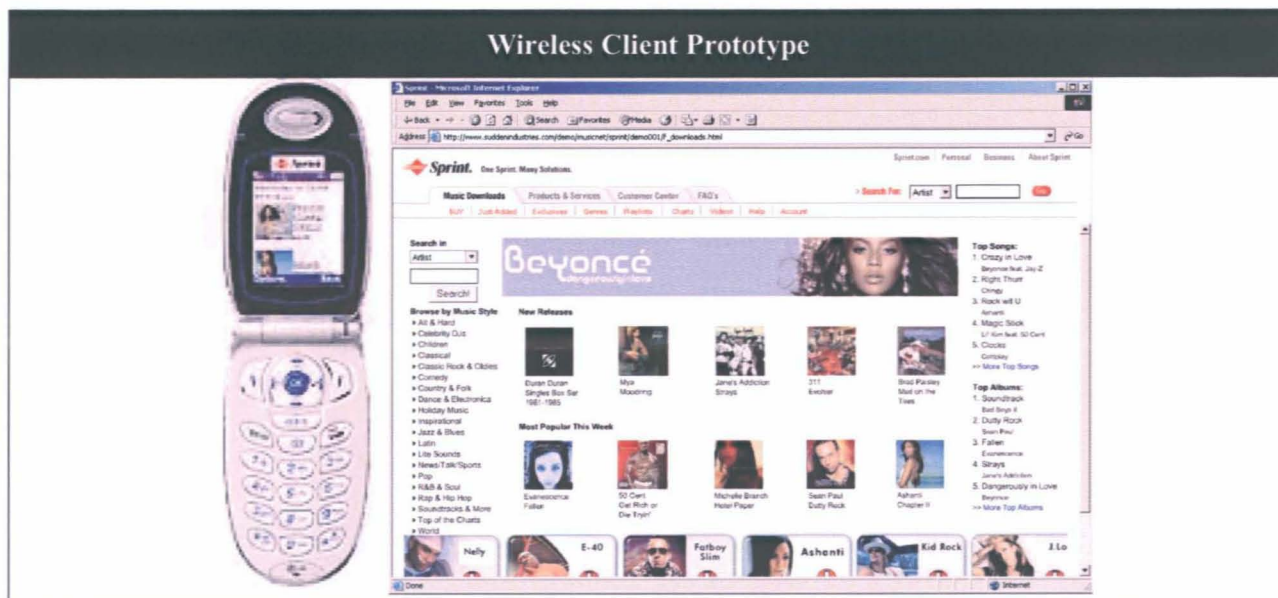 Wireless Client Prototype
Sprint
Options
Sprint - Microsoft Internet Explorer
File Edit View Favorites Tools Help
Back Search Favorites Media
Address http://www.suddenindustries.com/demo/musicnet/sprint/demo001/f_downloads.html Go
Sprint. One Sprint. Many Solutions.
Sprint.com Personal Business About Sprint
Music Downloads Products & Services Customer Center FAQ's
> Search For: Artist Go
BUY Just Added Exclusives Genres Playlists Charts Videos Help Account
Search in
Artist
Search!
Browse by Music Style
Alt & Hard
Celebrity DJs
Children
Classical
Classic Rock & Oldies
Comedy
Country & Folk
Dance & Electronica
Holiday Music
Inspirational
Jazz & Blues
Latin
Lite Sounds
News/Talk/Sports
Pop
R&B & Soul
Rap & Hip Hop
Soundtracks & More
Top of the Charts
World
Beyoncé
dangerously in love
New Releases
Duran Duran
Singles Box Set
1981-1985
Mya
Moodring
Jane's Addiction
Strays
311
Evolver
Brad Paisley
Mud on the
Tires
Most Popular This Week
Evanescence
Fallen
50 Cent
Get Rich or
Die Tryin'
Michelle Branch
Hotel Paper
Sean Paul
Dutty Rock
Ashanti
Chapter II
Top Songs:
1. Crazy in Love
Beyonce feat. Jay-Z
2. Right Thurr
Chingy
3. Rock wit U
Ashanti
4. Magic Stick
Lil' Kim feat. 50 Cent
5. Clocks
Coldplay
>> More Top Songs
Top Albums:
1. Soundtrack
Bad Boys II
2. Dutty Rock
Sean Paul
3. Fallen
Evanescence
4. Strays
Jane's Addiction
5. Dangerously in Love
Beyonce
>> More Top Albums
Nelly
E-40
Fatboy
Slim
Ashanti
Kid Rock
J.Lo
Done
Internet